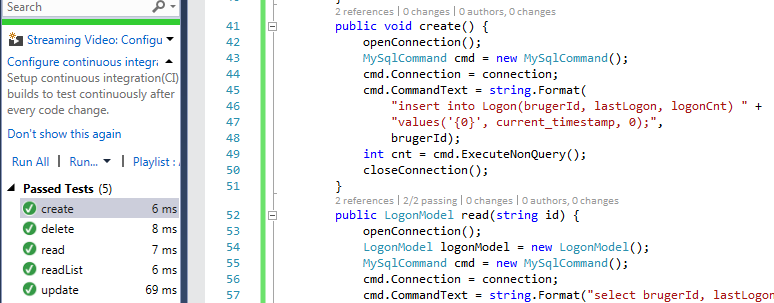 Search
Streaming Video: Configu
Configure continuous integra
Setup continuous integration(CI)
builds to test continuously after
every code change.
Don't show this again
Run All | Run... | Playlist : 
Passed Tests (5)
create 6 ms
delete 8 ms
read 7 ms
readList 6 ms
update 69 ms
2 references | 0 changes | 0 authors, 0 changes
41 public void create() {
42 openConnection();
43 MySqlCommand cmd = new MySqlCommand();
44 cmd.Connection = connection;
45 cmd.CommandText = string.Format(
46 "insert into Logon(brugerId, lastLogon, logonCnt) " +
47 "values('{0}', current_timestamp, 0);",
48 brugerId);
49 int cnt = cmd.ExecuteNonQuery();
50 closeConnection();
51 }
2 references | 2/2 passing | 0 changes | 0 authors, 0 changes
52 public LogonModel read(string id) {
53 openConnection();
54 LogonModel logonModel = new LogonModel();
55 MySqlCommand cmd = new MySqlCommand();
56 cmd.Connection = connection;
57 cmd.CommandText = string.Format("select brugerId, lastLogon